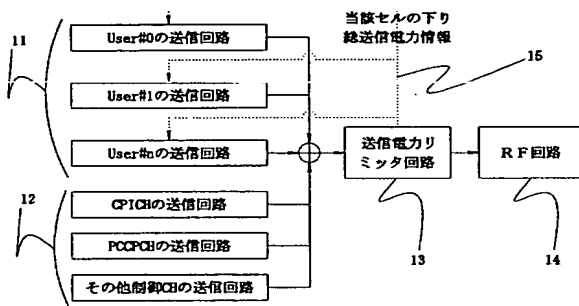 11
User#0の送信回路
当該セルの下り
総送信電力情報
15
User#1の送信回路
User#nの送信回路
送信電力リ
ミッタ回路
RF回路
12
CPICHの送信回路
13
14
PCCPCHの送信回路
その他制御CHの送信回路